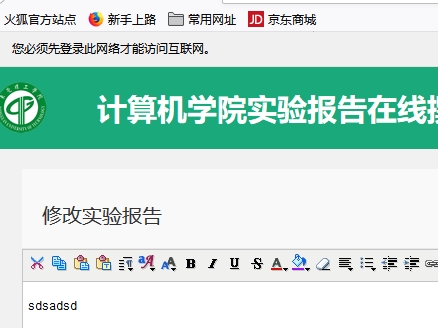 火狐官方站点 新手上路 常用网址 JD 京东商城
您必须先登录此网络才能访问互联网。
计算机学院实验报告在线
修改实验报告
B I U S A
sdsadsd